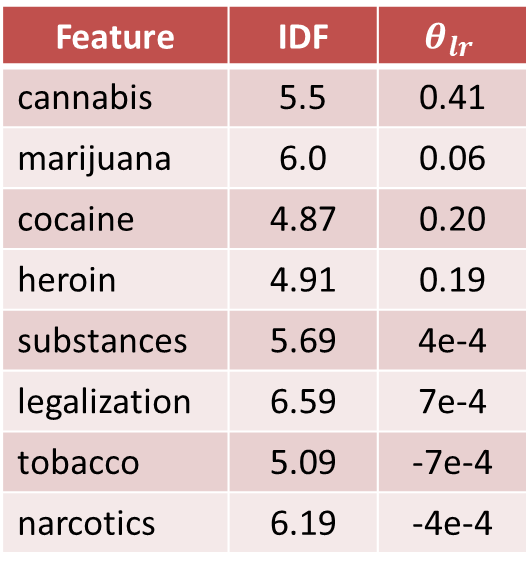 Feature IDF θlr
cannabis 5.5 0.41
marijuana 6.0 0.06
cocaine 4.87 0.20
heroin 4.91 0.19
substances 5.69 4e-4
legalization 6.59 7e-4
tobacco 5.09 -7e-4
narcotics 6.19 -4e-4